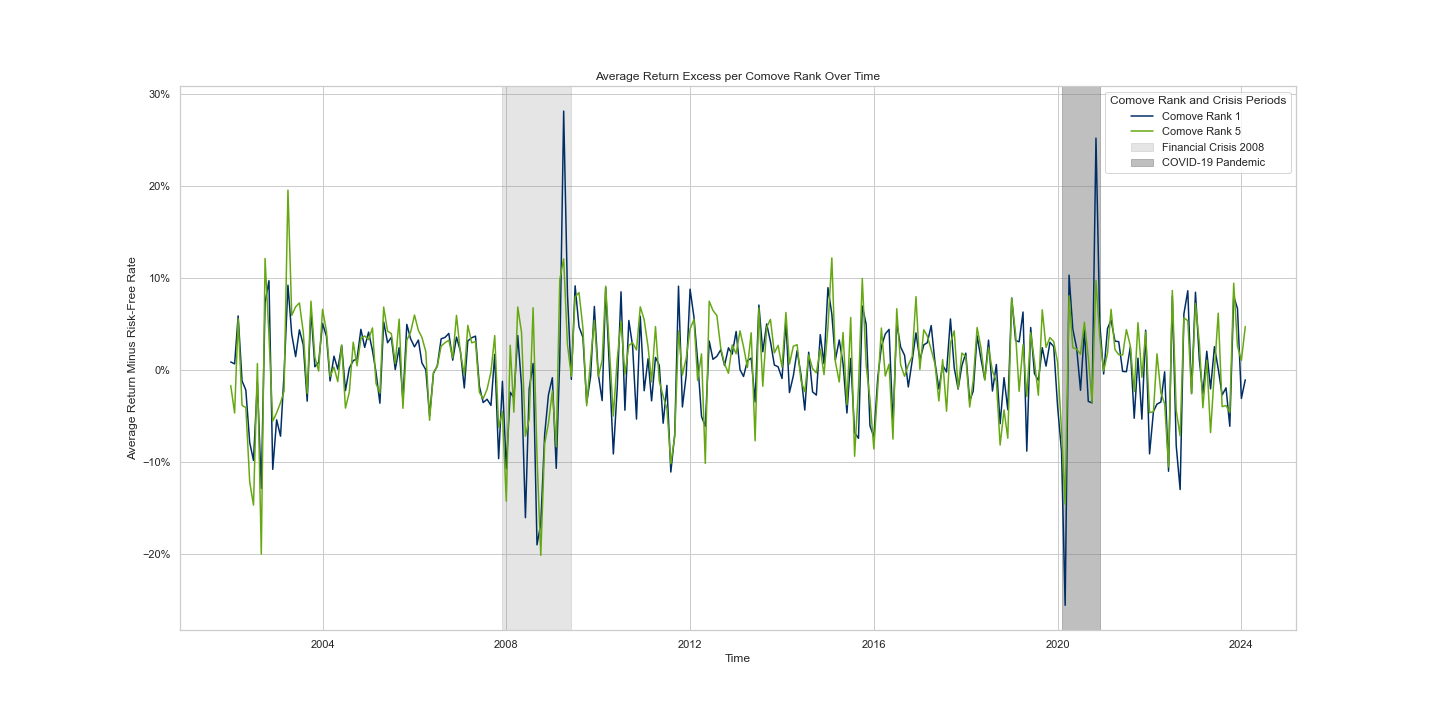 Average Return Excess per Comove Rank Over Time
Average Return Minus Risk-Free Rate
30%
20%
10%
0%
−10%
−20%
Comove Rank and Crisis Periods
Comove Rank 1
Comove Rank 5
Financial Crisis 2008
COVID-19 Pandemic
2004
2008
2012
2016
2020
2024
Time